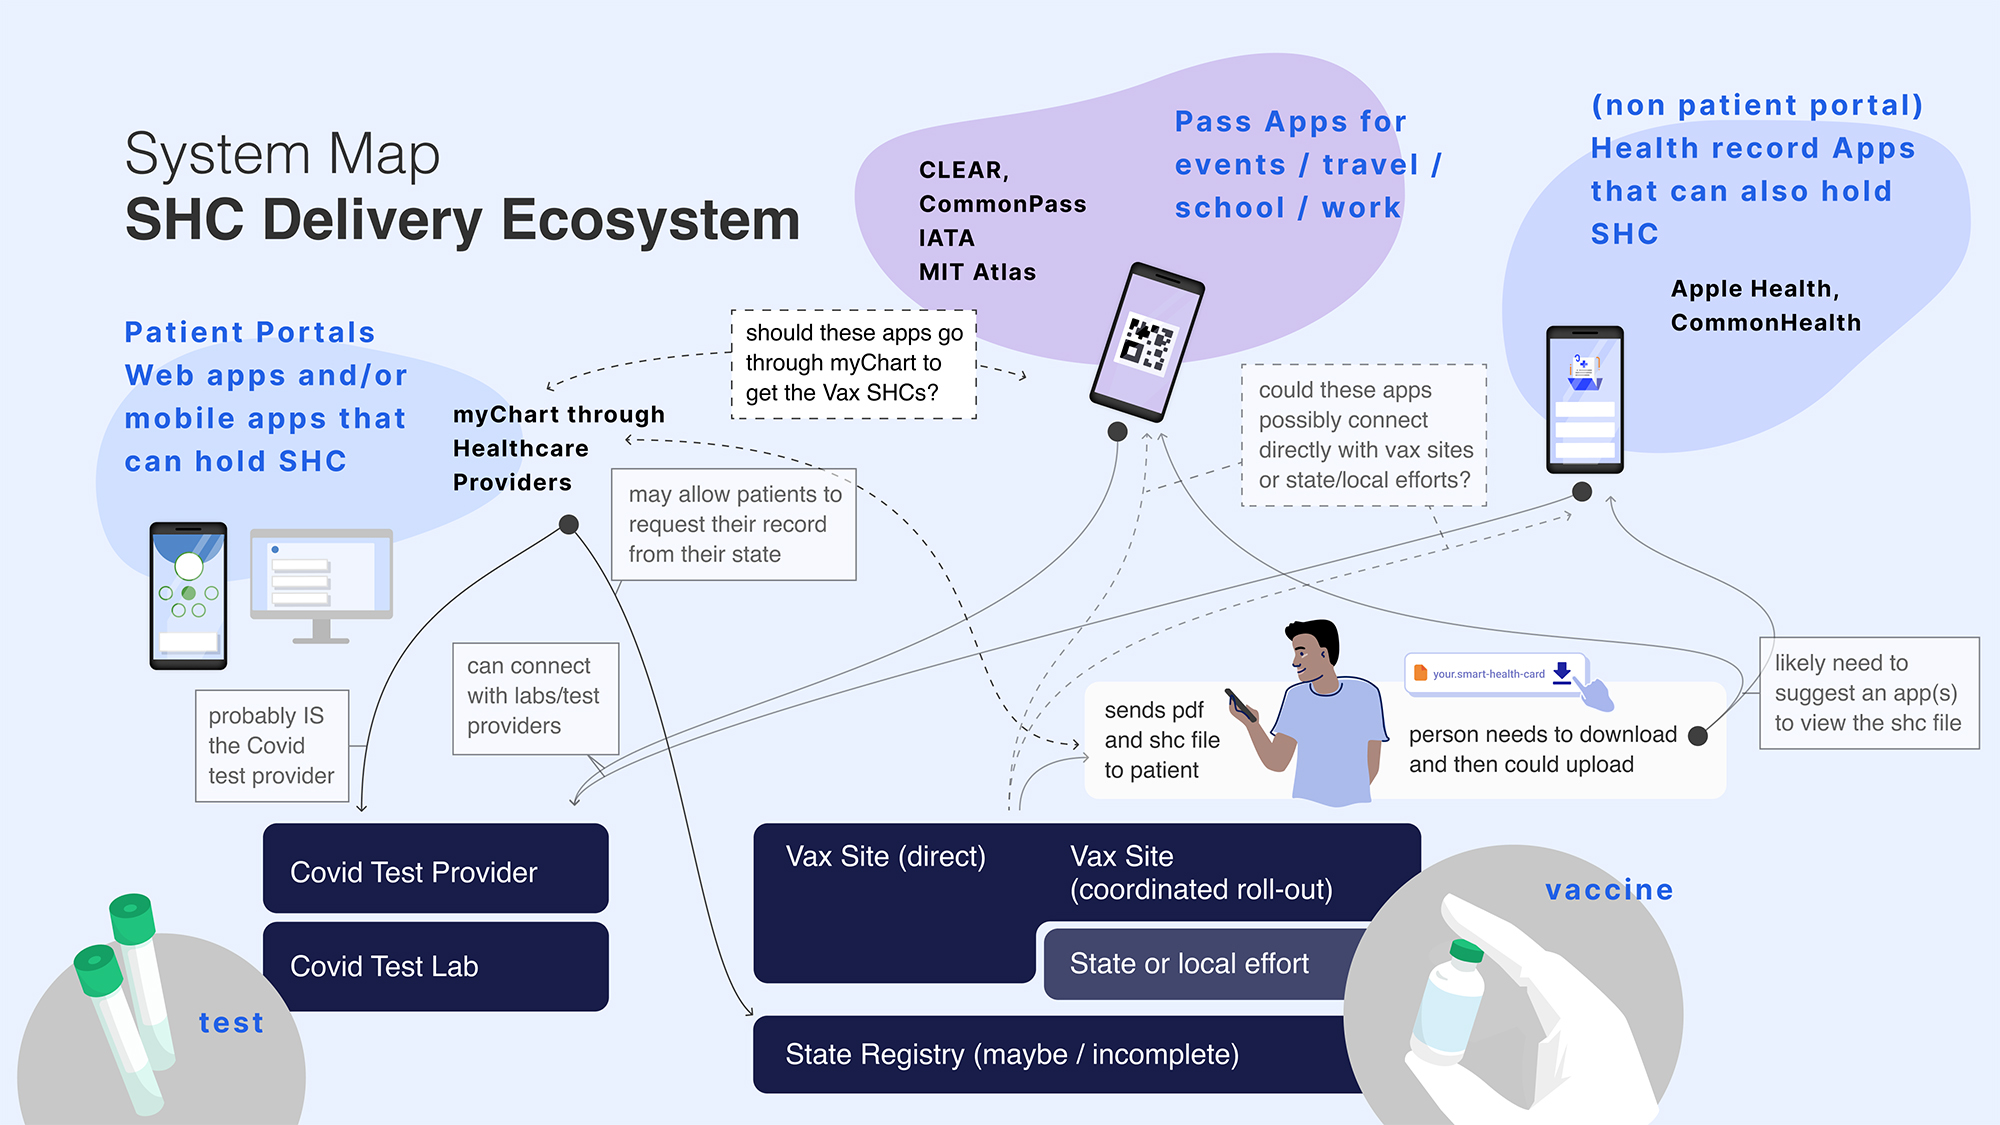 System Map
SHC Delivery Ecosystem
Pass Apps for
events / travel /
school / work
CLEAR,
CommonPass
IATA
MIT Atlas
(non patient portal)
Health record Apps
that can also hold
SHC
Apple Health,
CommonHealth
Patient Portals
Web apps and/or
mobile apps that
can hold SHC
myChart through
Healthcare
Providers
should these apps go
through myChart to
get the Vax SHCs?
could these apps
possibly connect
directly with vax sites
or state/local efforts?
may allow patients to
request their record
from their state
can connect
with labs/test
providers
probably IS
the Covid
test provider
sends pdf
and shc file
to patient
your.smart-health-card
person needs to download
and then could upload
likely need to
suggest an app(s)
to view the shc file
Covid Test Provider
Covid Test Lab
test
Vax Site (direct)
Vax Site
(coordinated roll-out)
State or local effort
State Registry (maybe / incomplete)
vaccine